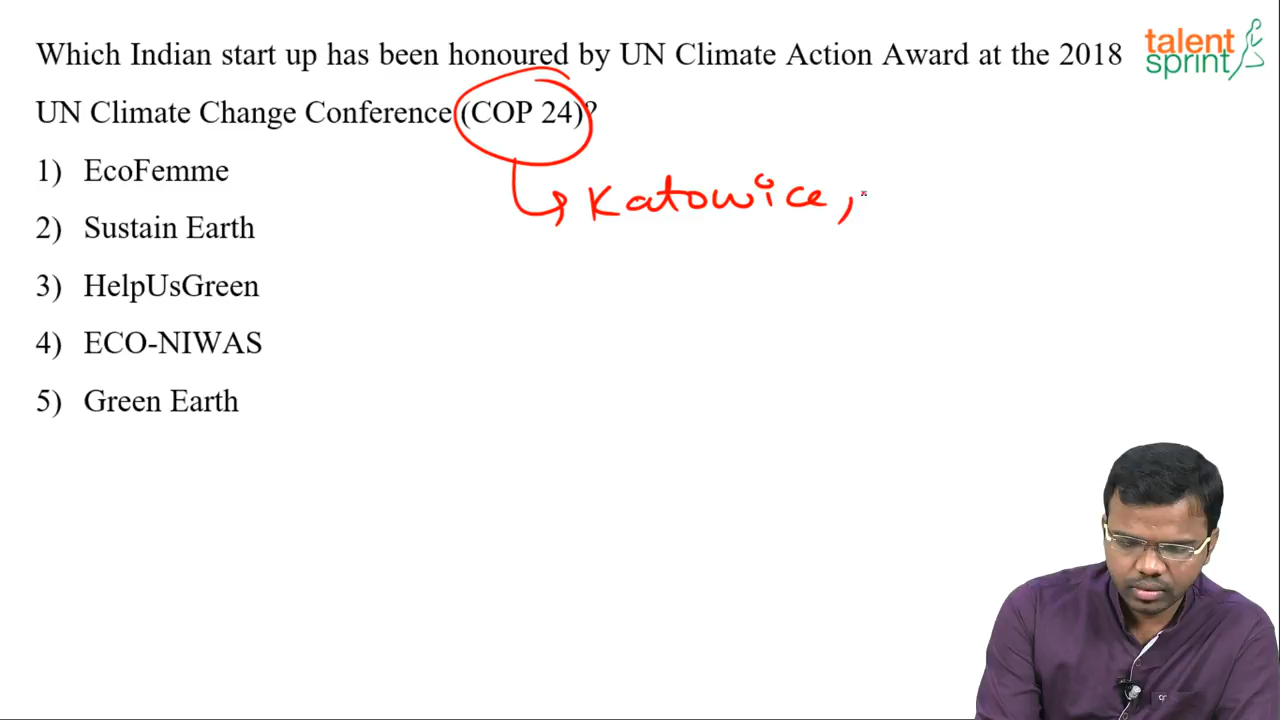 Which Indian start up has been honoured by UN Climate Action Award at the 2018
talent
sprint
UN Climate Change Conference (COP 24)?
1) EcoFemme
Katowice,
2) Sustain Earth
3) HelpUsGreen
4) ECO-NIWAS
5) Green Earth